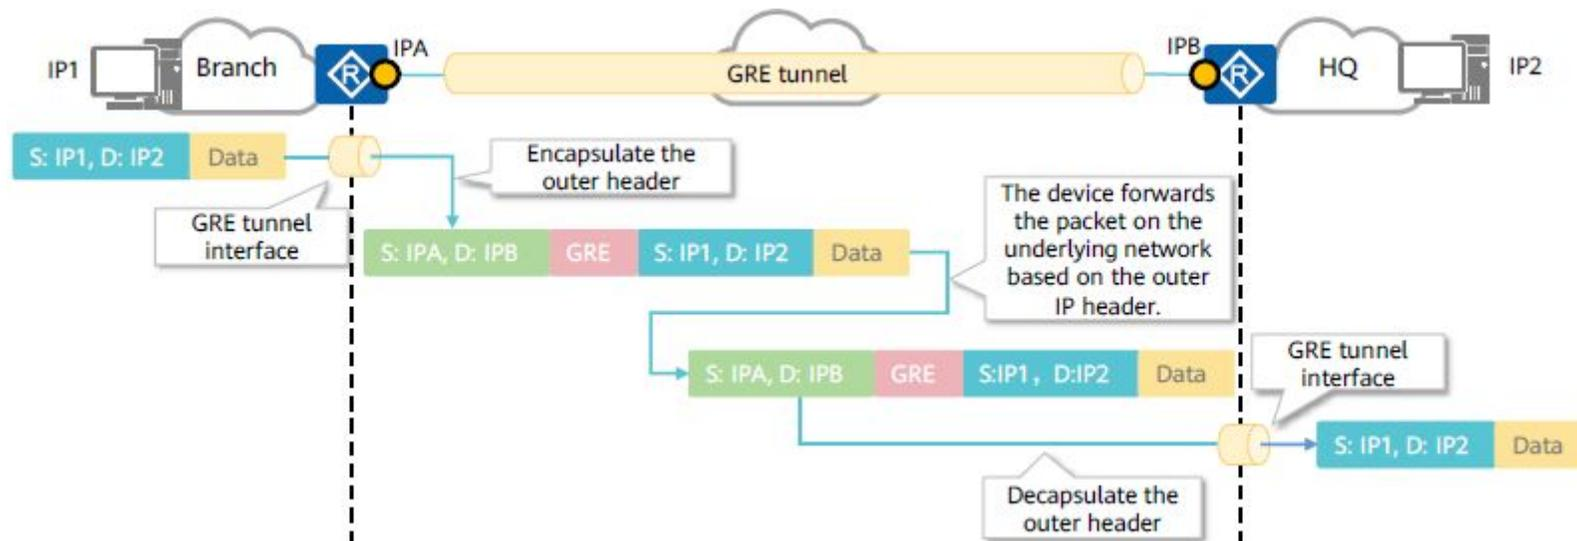 IP1
Branch
R
IPA
GRE tunnel
IPB
R
HQ
IP2
S: IP1, D: IP2 Data
Encapsulate the
outer header
GRE tunnel
interface
S: IPA, D: IPB GRE S: IP1, D: IP2 Data
The device forwards
the packet on the
underlying network
based on the outer
IP header.
S: IPA, D: IPB GRE S:IP1，D:IP2 Data
GRE tunnel
interface
S: IP1, D: IP2 Data
Decapsulate the
outer header